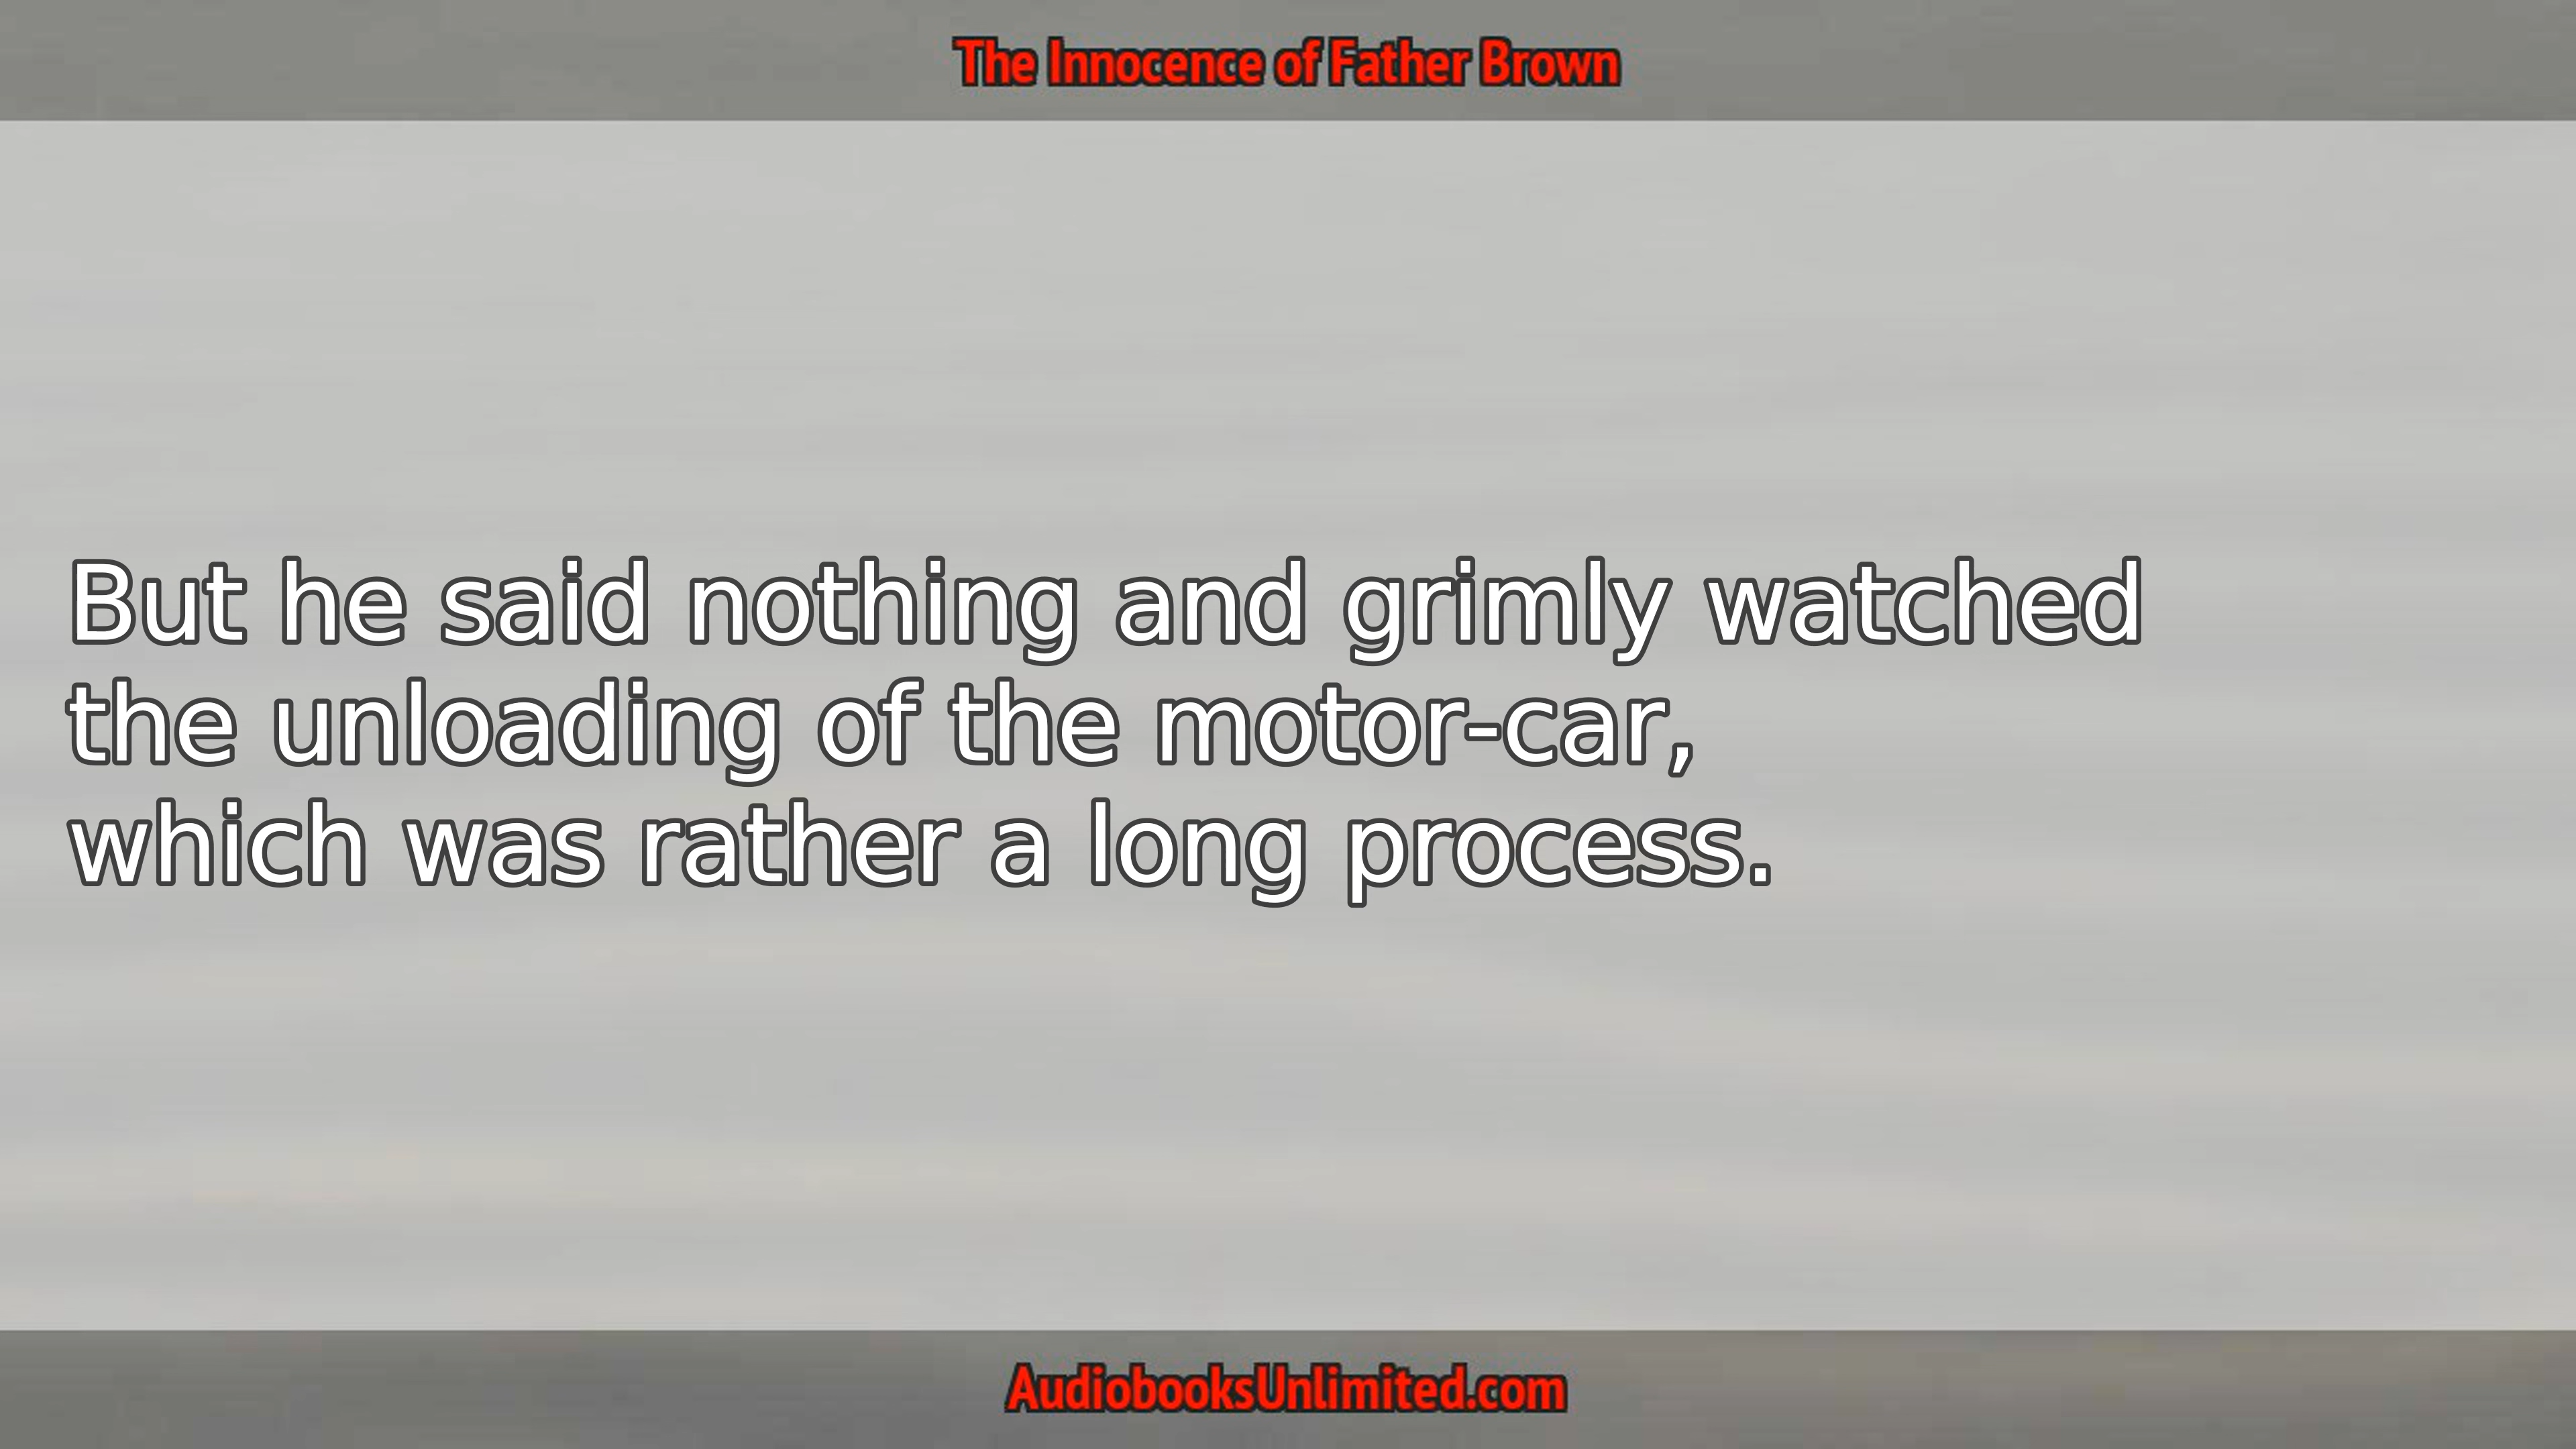 The Innocence of Father Brown
But he said nothing and grimly watched
the unloading of the motor-car,
which was rather a long process.
AudiobooksUnlimited.com